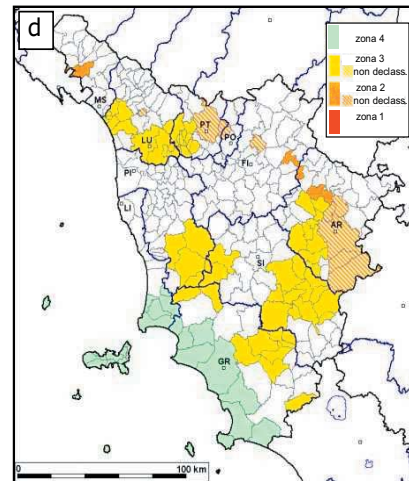 d
zona 4
zona 3
non declass.
zona 2
non declass.
zona 1
MS
LU
PT
PO
FI
PI
LI
AR
SI
GR
0 100 km